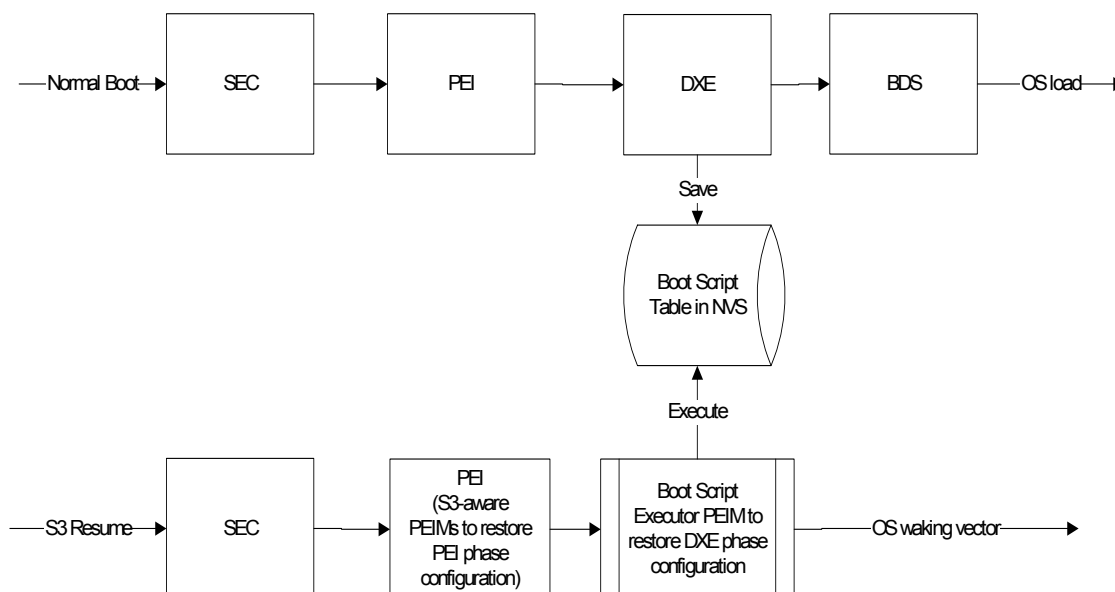 Normal Boot
SEC
PEI
DXE
BDS
OS load
Save
Boot Script
Table in NVS
Execute
S3 Resume
SEC
PEI
(S3-aware
PEIMs to restore
PEI phase
configuration)
Boot Script
Executor PEIM to
restore DXE phase
configuration
OS waking vector